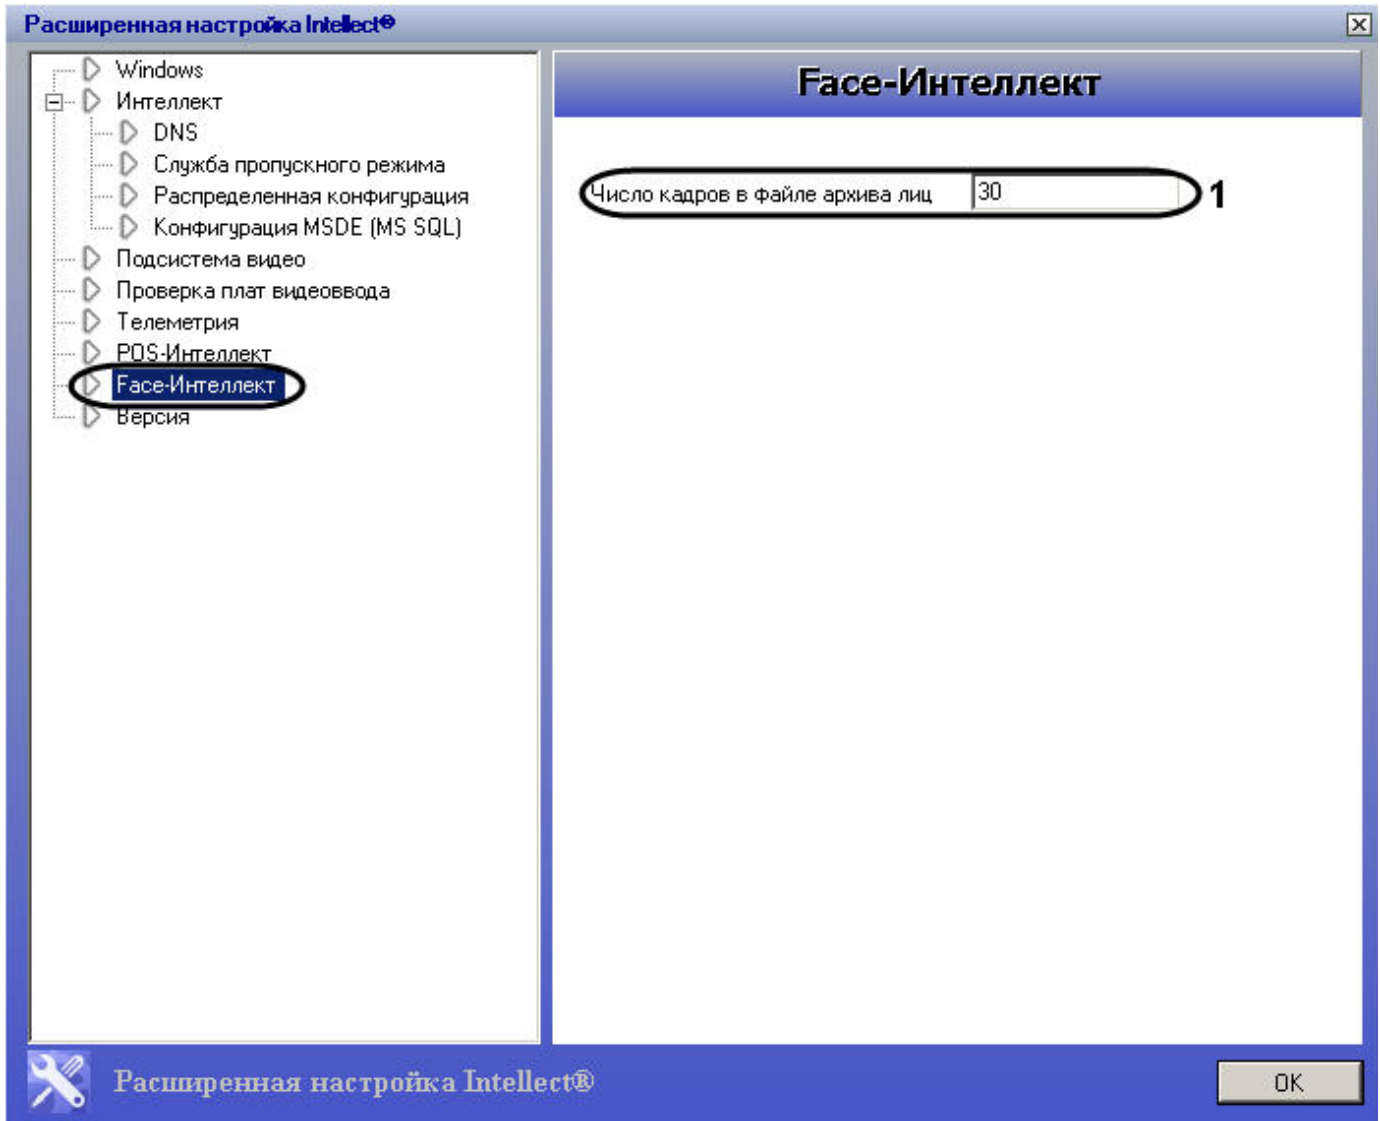 Расширенная настройка Intellect®
Windows
Интеллект
DNS
Служба пропускного режима
Распределенная конфигурация
Конфигурация MSDE (MS SQL)
Подсистема видео
Проверка плат видеоввода
Телеметрия
POS-Интеллект
Face-Интеллект
Версия
Face-Интеллект
Число кадров в файле архива лиц 30 1
Расширенная настройка Intellect®
OK